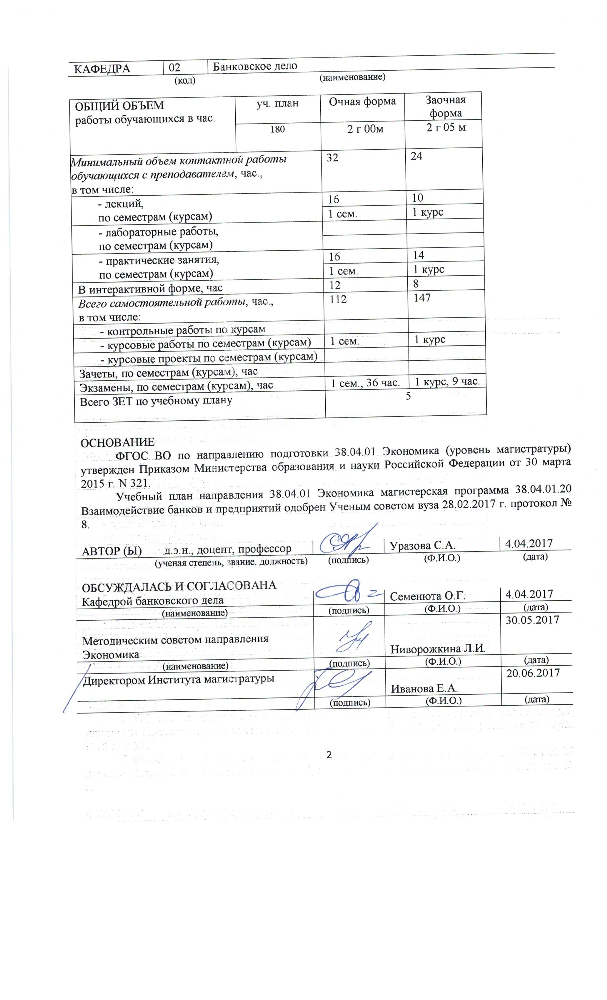 КАФЕДРА 02 Банковское дело
(код) (наименование)
ОБЩИЙ ОБЪЕМ уч. план Очная форма Заочная
работы обучающихся в час. форма
180 2 г 00м 2 г 05 м
Минимальный объем контактной работы 32 24
обучающихся с преподавателем, час.,
в том числе:
- лекций, 16 10
по семестрам (курсам) 1 сем. 1 курс
- лабораторные работы,
по семестрам (курсам)
- практические занятия, 16 14
по семестрам (курсам) 1 сем. 1 курс
В интерактивной форме, час 12 8
Всего самостоятельной работы, час., 112 147
в том числе:
- контрольные работы по курсам
- курсовые работы по семестрам (курсам) 1 сем. 1 курс
- курсовые проекты по семестрам (курсам)
Зачеты, по семестрам (курсам), час
Экзамены, по семестрам (курсам), час 1 сем., 36 час. 1 курс, 9 час.
Всего ЗЕТ по учебному плану 5
ОСНОВАНИЕ
ФГОС ВО по направлению подготовки 38.04.01 Экономика (уровень магистратуры)
утвержден Приказом Министерства образования и науки Российской Федерации от 30 марта
2015 г. N 321.
Учебный план направления 38.04.01 Экономика магистерская программа 38.04.01.20
Взаимодействие банков и предприятий одобрен Ученым советом вуза 28.02.2017 г. протокол №
8.
АВТОР (Ы) д.э.н., доцент, профессор Уразова С.А. 4.04.2017
(ученая степень, звание, должность) (подпись) (Ф.И.О.) (дата)
ОБСУЖДАЛАСЬ И СОГЛАСОВАНА
Кафедрой банковского дела Семенюта О.Г. 4.04.2017
(наименование) (подпись) (Ф.И.О.) (дата)
30.05.2017
Методическим советом направления
Экономика Ниворожкина Л.И.
(наименование) (подпись) (Ф.И.О.) (дата)
Директором Института магистратуры 20.06.2017
Иванова Е.А.
(подпись) (Ф.И.О.) (дата)
2